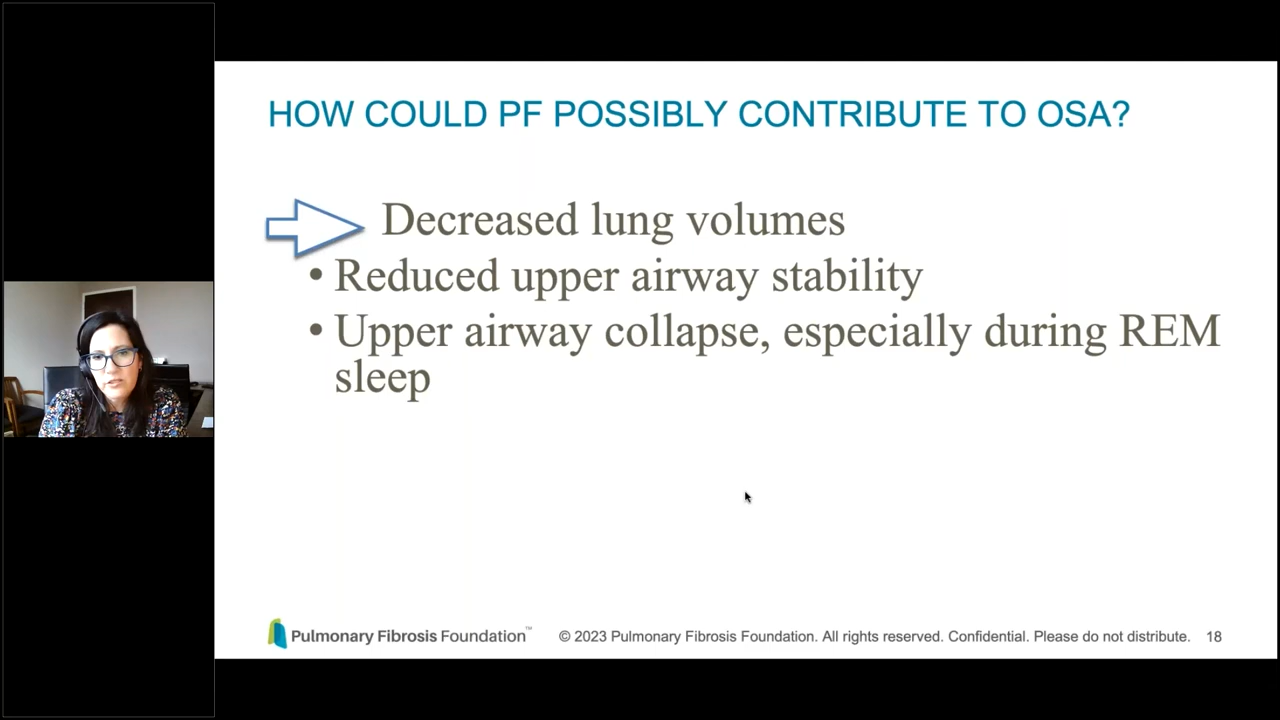 HOW COULD PF POSSIBLY CONTRIBUTE TO OSA?
Decreased lung volumes
• Reduced upper airway stability
• Upper airway collapse, especially during REM
sleep
Pulmonary Fibrosis Foundation™ © 2023 Pulmonary Fibrosis Foundation. All rights reserved. Confidential. Please do not distribute. 18